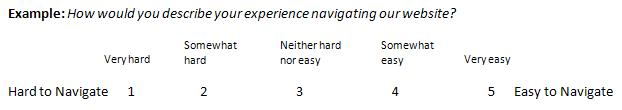 Example: How would you describe your experience navigating our website?
Very hard Somewhat hard Neither hard nor easy Somewhat easy Very easy
Hard to Navigate 1 2 3 4 5 Easy to Navigate